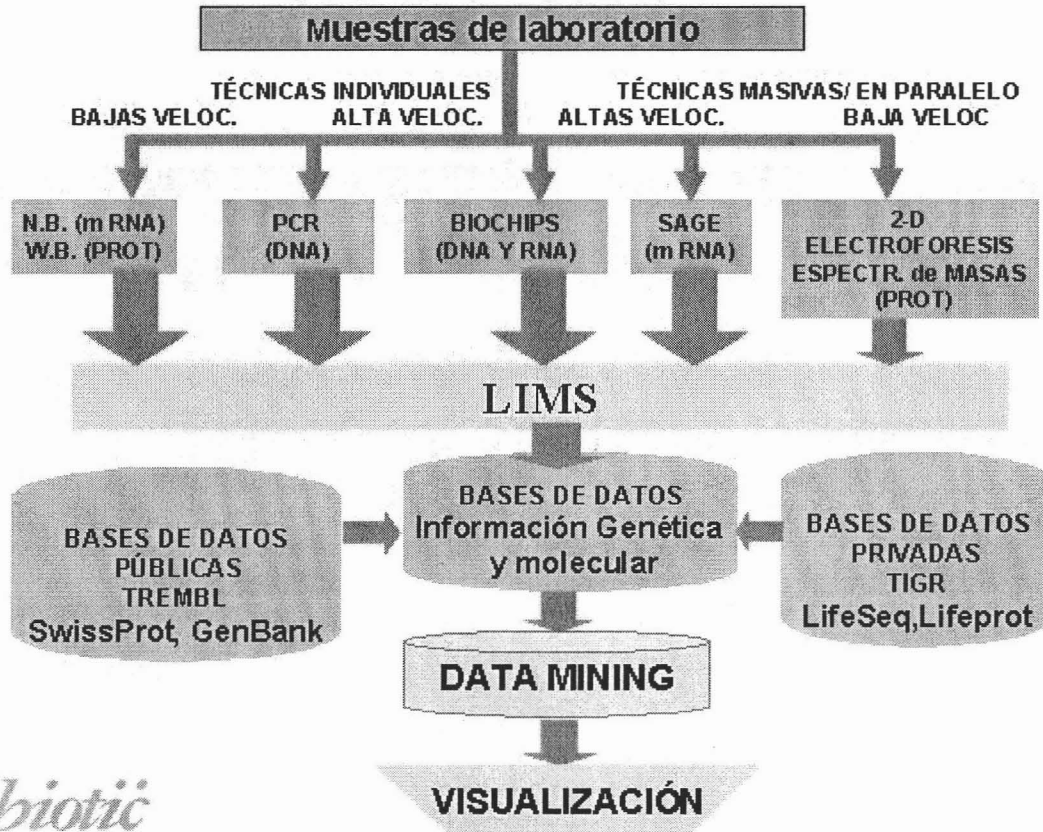 Muestras de laboratorio
TÉCNICAS INDIVIDUALES
BAJAS VELOC. ALTA VELOC.
TÉCNICAS MASIVAS/ EN PARALELO
ALTAS VELOC. BAJA VELOC
N.B. (m RNA)
W.B. (PROT)
PCR
(DNA)
BIOCHIPS
(DNA Y RNA)
SAGE
(m RNA)
2-D
ELECTROFORESIS
ESPECTR. de MASAS
(PROT)
LIMS
BASES DE DATOS
PÚBLICAS
TREMBL
SwissProt, GenBank
BASES DE DATOS
Información Genética
y molecular
BASES DE DATOS
PRIVADAS
TIGR
LifeSeq,Lifeprot
DATA MINING
VISUALIZACIÓN
biotic